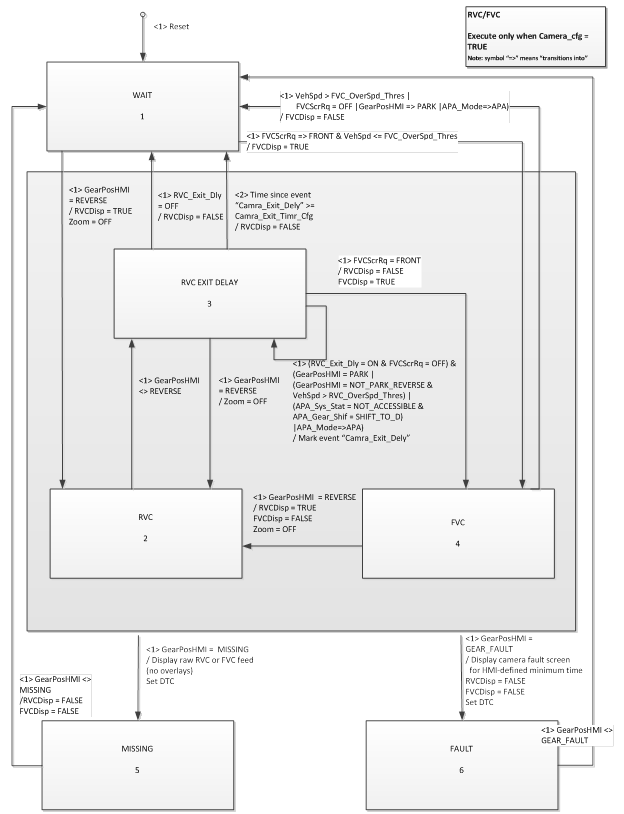 RVC/FVC
Execute only when Camera_cfg =
TRUE
Note: symbol "=>" means "transitions into"
<1> Reset
WAIT
1
<1> VehSpd > FVC_OverSpd_Thres |
FVCScrRq = OFF |GearPosHMI => PARK |APA_Mode=>APA)
/ FVCDisp = FALSE
<1> FVCScrRq => FRONT & VehSpd <= FVC_OverSpd_Thres
/ FVCDisp = TRUE
<1> GearPosHMI
= REVERSE
/ RVCDisp = TRUE
Zoom = OFF
<1> RVC_Exit_Dly
= OFF
/ RVCDisp = FALSE
<2> Time since event
"Camra_Exit_Dely" >=
Camra_Exit_Timr_Cfg
/ RVCDisp = FALSE
RVC EXIT DELAY
3
<1> FVCScrRq = FRONT
/ RVCDisp = FALSE
FVCDisp = TRUE
<1> GearPosHMI
<> REVERSE
<1> GearPosHMI
= REVERSE
/ Zoom = OFF
<1> (RVC_Exit_Dly = ON & FVCScrRq = OFF) &
(GearPosHMI = PARK |
(GearPosHMI = NOT_PARK_REVERSE &
VehSpd > RVC_OverSpd_Thres) |
(APA_Sys_Stat = NOT_ACCESSIBLE &
APA_Gear_Shif = SHIFT_TO_D)
|APA_Mode=>APA)
/ Mark event "Camra_Exit_Dely"
RVC
2
<1> GearPosHMI = REVERSE
/ RVCDisp = TRUE
FVCDisp = FALSE
Zoom = OFF
FVC
4
<1> GearPosHMI = MISSING
/ Display raw RVC or FVC feed
(no overlays)
Set DTC
<1> GearPosHMI =
GEAR_FAULT
/ Display camera fault screen
for HMI-defined minimum time
RVCDisp = FALSE
FVCDisp = FALSE
Set DTC
<1> GearPosHMI <>
MISSING
/RVCDisp = FALSE
FVCDisp = FALSE
MISSING
5
FAULT
6
<1> GearPosHMI <>
GEAR_FAULT